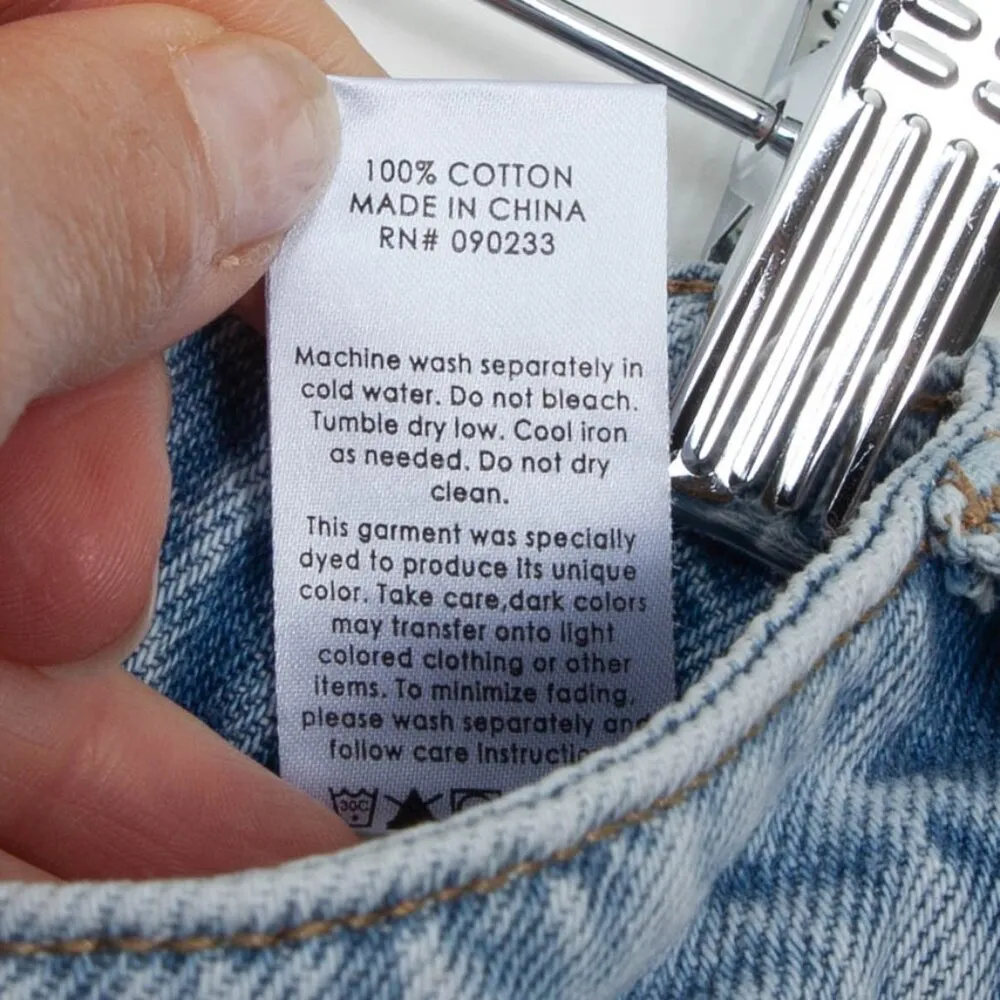 100% COTTON
MADE IN CHINA
RN# 090233
Machine wash separately in
cold water. Do not bleach.
Tumble dry low. Cool iron
as needed. Do not dry
clean.
This garment was specially
dyed to produce its unique
color. Take care,dark colors
may transfer onto light
colored clothing or other
items. To minimize fading,
please wash separately and
follow care
30C